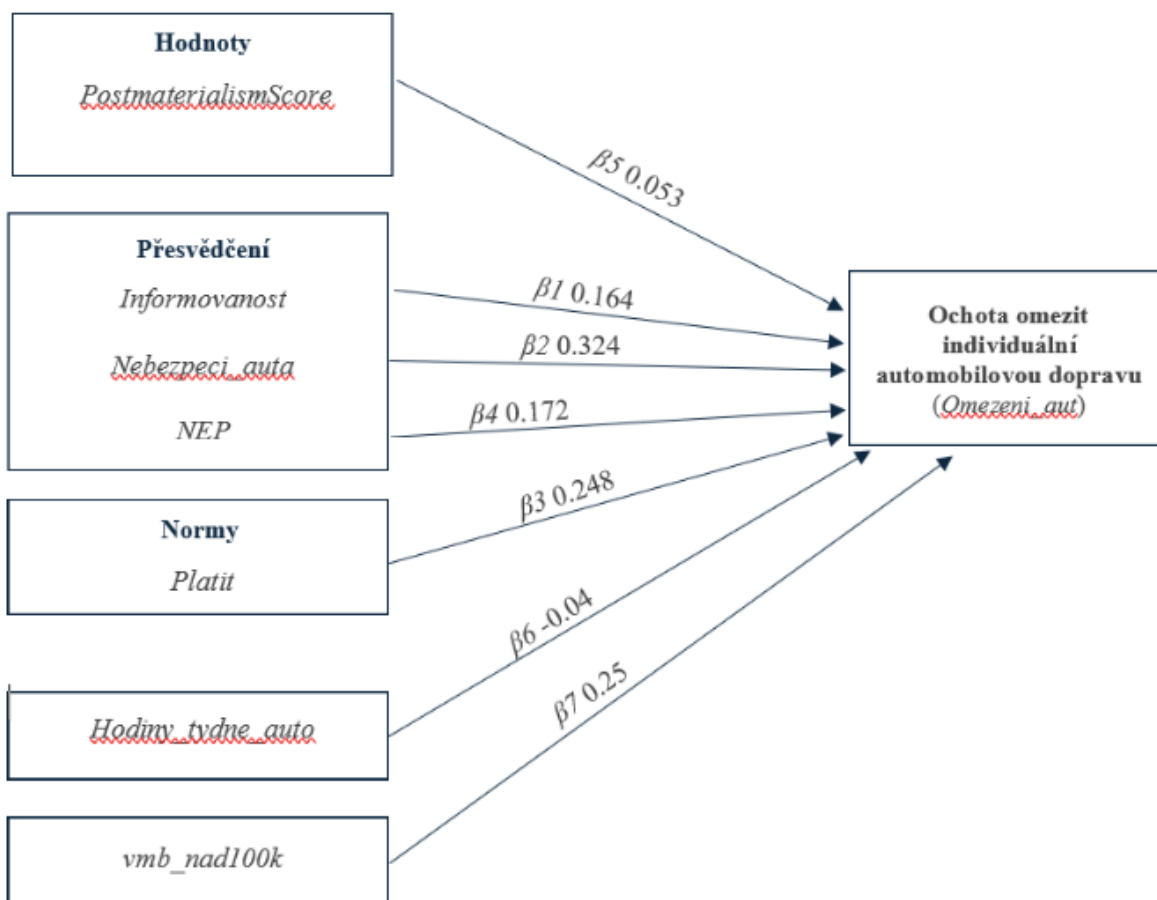 Hodnoty
PostmaterialismScore
β5 0.053
Přesvědčení
Informovanost
β1 0.164
Nebezpeci_auta
β2 0.324
NEP
β4 0.172
Ochota omezit
individuální
automobilovou dopravu
(Omezeni_aut)
Normy
Platit
β3 0.248
Hodiny_tydne_auto
β6 -0.04
vmb_nad100k
β7 0.25